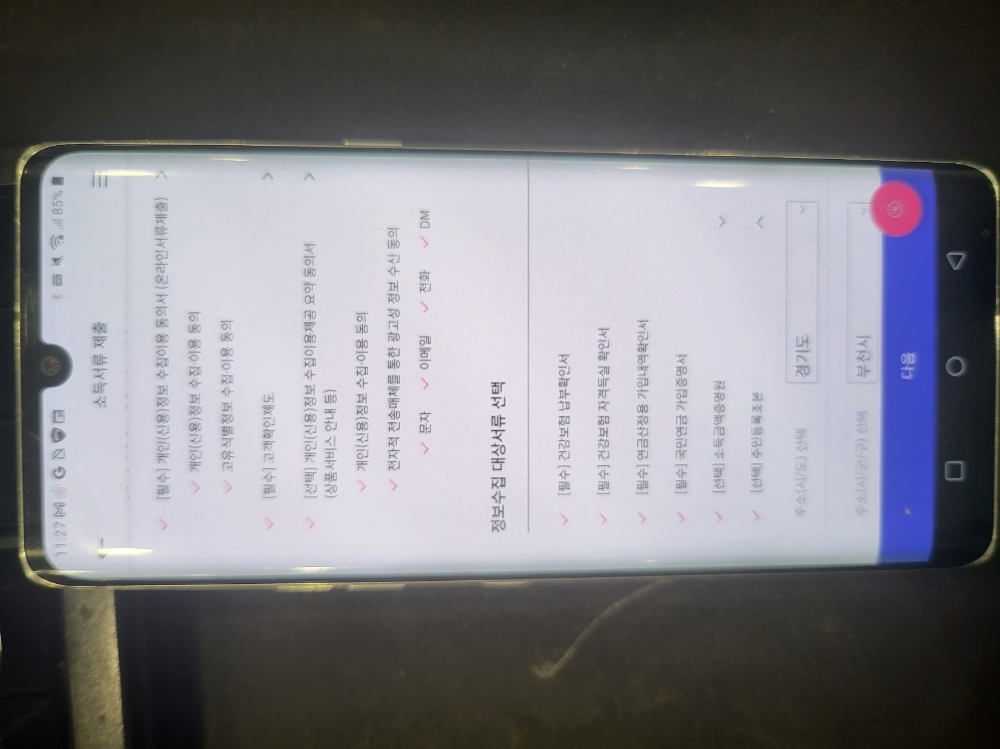 11:27
85%
소득서류 제출
[필수] 개인(신용)정보 수집이용 동의서 (온라인서류제출)
개인(신용)정보 수집·이용 동의
고유식별정보 수집·이용 동의
[필수] 고객확인제도
[선택] 개인(신용)정보 수집이용제공 요약 동의서
(상품서비스 안내 등)
개인(신용)정보 수집·이용 동의
전자적 전송매체를 통한 광고성 정보 수신 동의
문자 이메일 전화 DM
정보수집 대상서류 선택
[필수] 건강보험 납부확인서
[필수] 건강보험 자격득실 확인서
[필수] 연금산정용 가입내역확인서
[필수] 국민연금 가입증명서
[선택] 소득금액증명원
[선택] 주민등록초본
주소(시/도) 선택 경기도
주소(시/군/구) 선택 부천시
다음